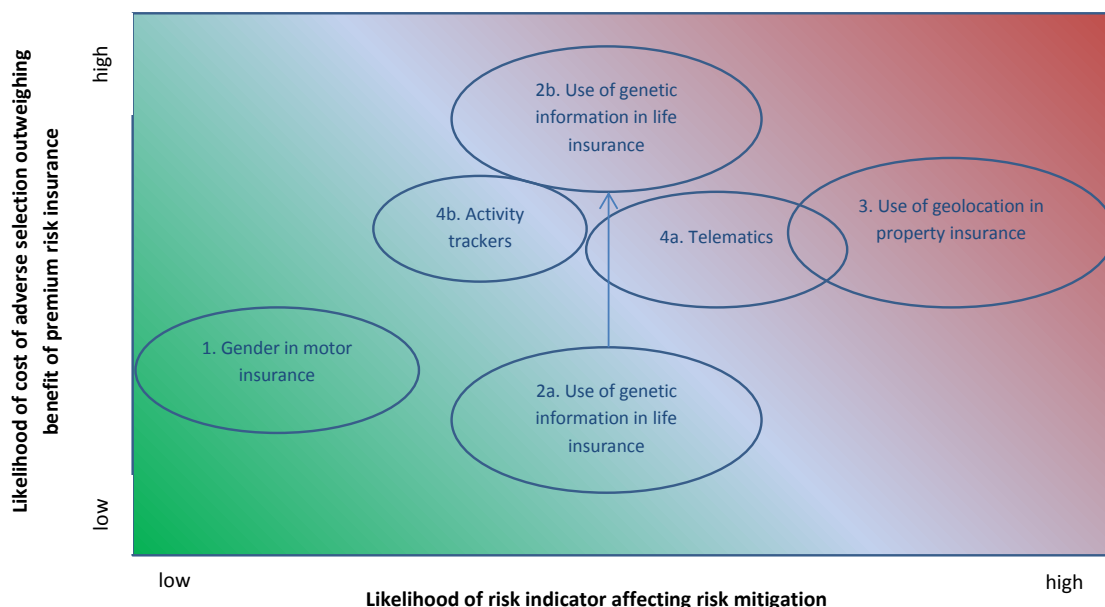 Likelihood of cost of adverse selection outweighing
benefit of premium risk insurance
high
low
2b. Use of genetic
information in life
insurance
4b. Activity
trackers
4a. Telematics
3. Use of geolocation in
property insurance
1. Gender in motor
insurance
2a. Use of genetic
information in life
insurance
low
high
Likelihood of risk indicator affecting risk mitigation